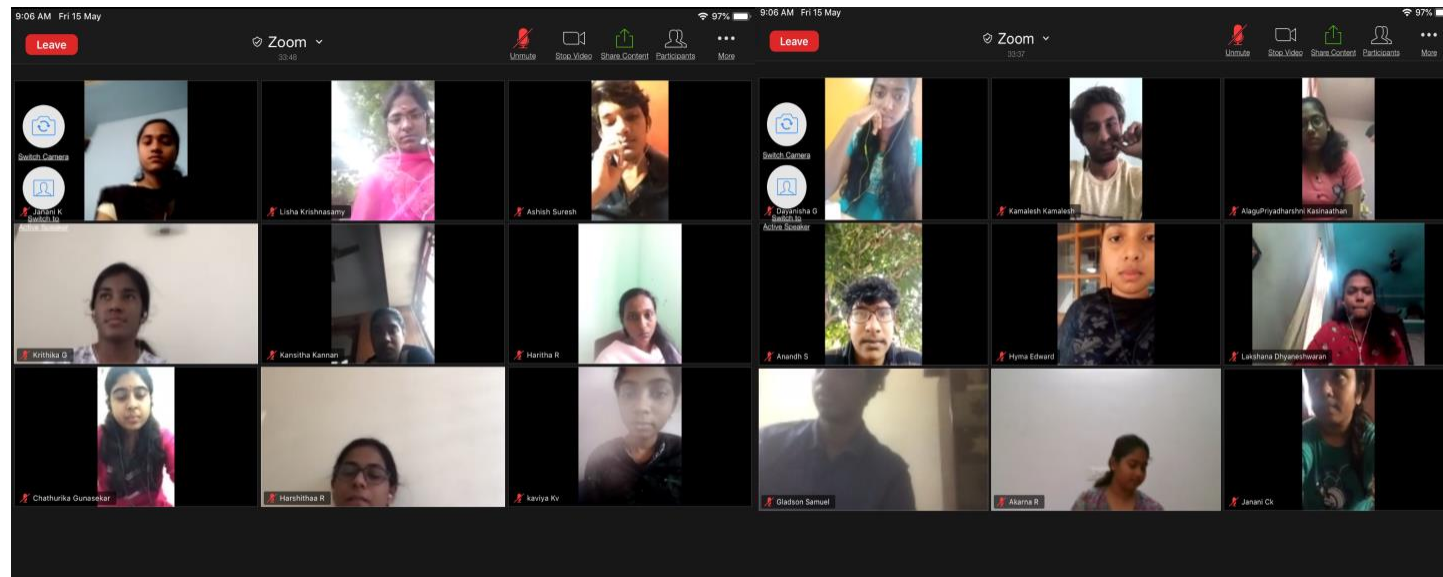 9:06 AM Fri 15 May
97%
Leave
Zoom
33:48
Unmute
Stop Video
Share Content
Participants
More
Switch Camera
Janani K
Switch to
Active Speaker
Lisha Krishnasamy
Ashish Suresh
Krithika G
Kansitha Kannan
Haritha R
Chathurika Gunasekar
Harshithaa R
kaviya Kv
9:06 AM Fri 15 May
97%
Leave
Zoom
33:37
Unmute
Stop Video
Share Content
Participants
More
Switch Camera
Dayanisha G
Switch to
Active Speaker
Kamalesh Kamalesh
AlaguPriyadharshni Kasinaathan
Anandh S
Hyma Edward
Lakshana Dhyaneshwaran
Gladson Samuel
Akarna R
Janani Ck